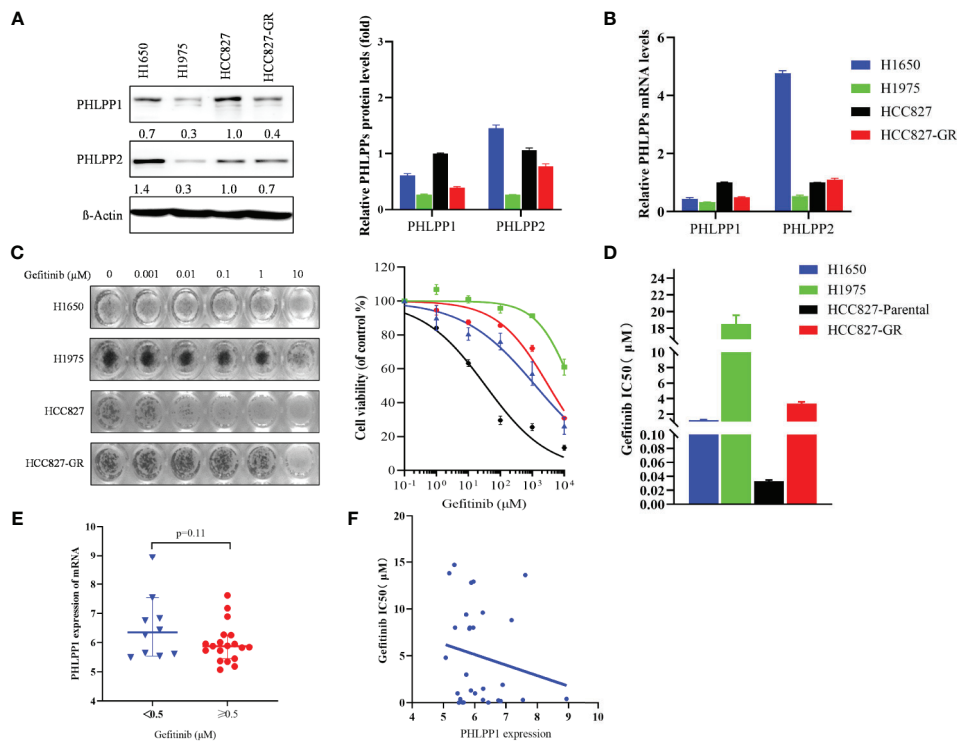 A
H1650
H1975
HCC827
HCC827-GR
PHLPP1
0.7 0.3 1.0 0.4
PHLPP2
1.4 0.3 1.0 0.7
ß-Actin
Relative PHLPPs protein levels (fold)
3
2
1
0
PHLPP1 PHLPP2
B
Relative PHLPPs mRNA levels
6
4
2
0
PHLPP1 PHLPP2
H1650
H1975
HCC827
HCC827-GR
C
Gefitinib (μM) 0 0.001 0.01 0.1 1 10
H1650
H1975
HCC827
HCC827-GR
Cell viability (of control %)
120
100
80
60
40
20
0
10⁻¹ 10⁰ 10¹ 10² 10³ 10⁴
Gefitinib (μM)
D
H1650
H1975
HCC827-Parental
HCC827-GR
Gefitinib IC50( μM)
24
22
20
18
16
10
8
6
4
2
0.10
0.08
0.06
0.04
0.02
0.00
E
p=0.11
PHLPP1 expression of mRNA
10
9
8
7
6
5
4
<0.5 ≥0.5
Gefitinib (μM)
F
Gefitinib IC50( μM)
20
15
10
5
0
4 5 6 7 8 9 10
PHLPP1 expression